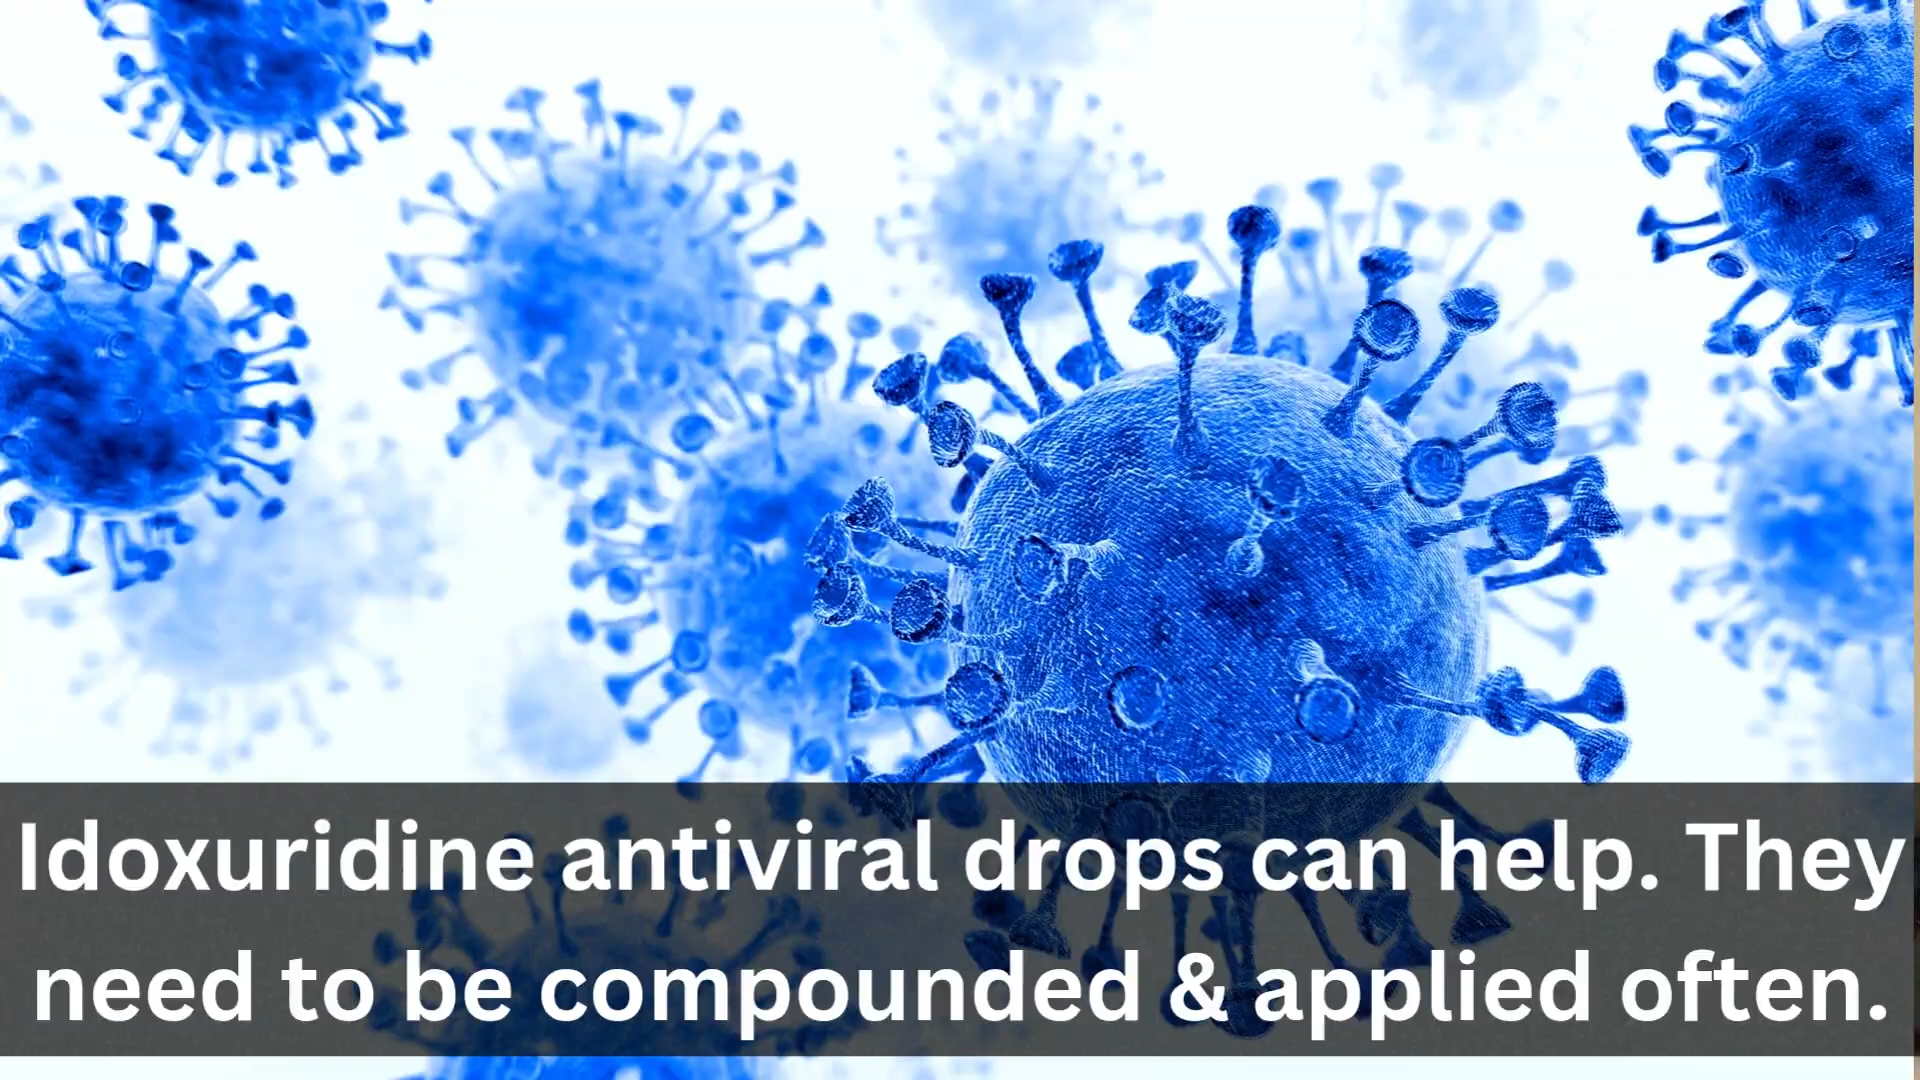 Idoxuridine antiviral drops can help. They
need to be compounded & applied often.